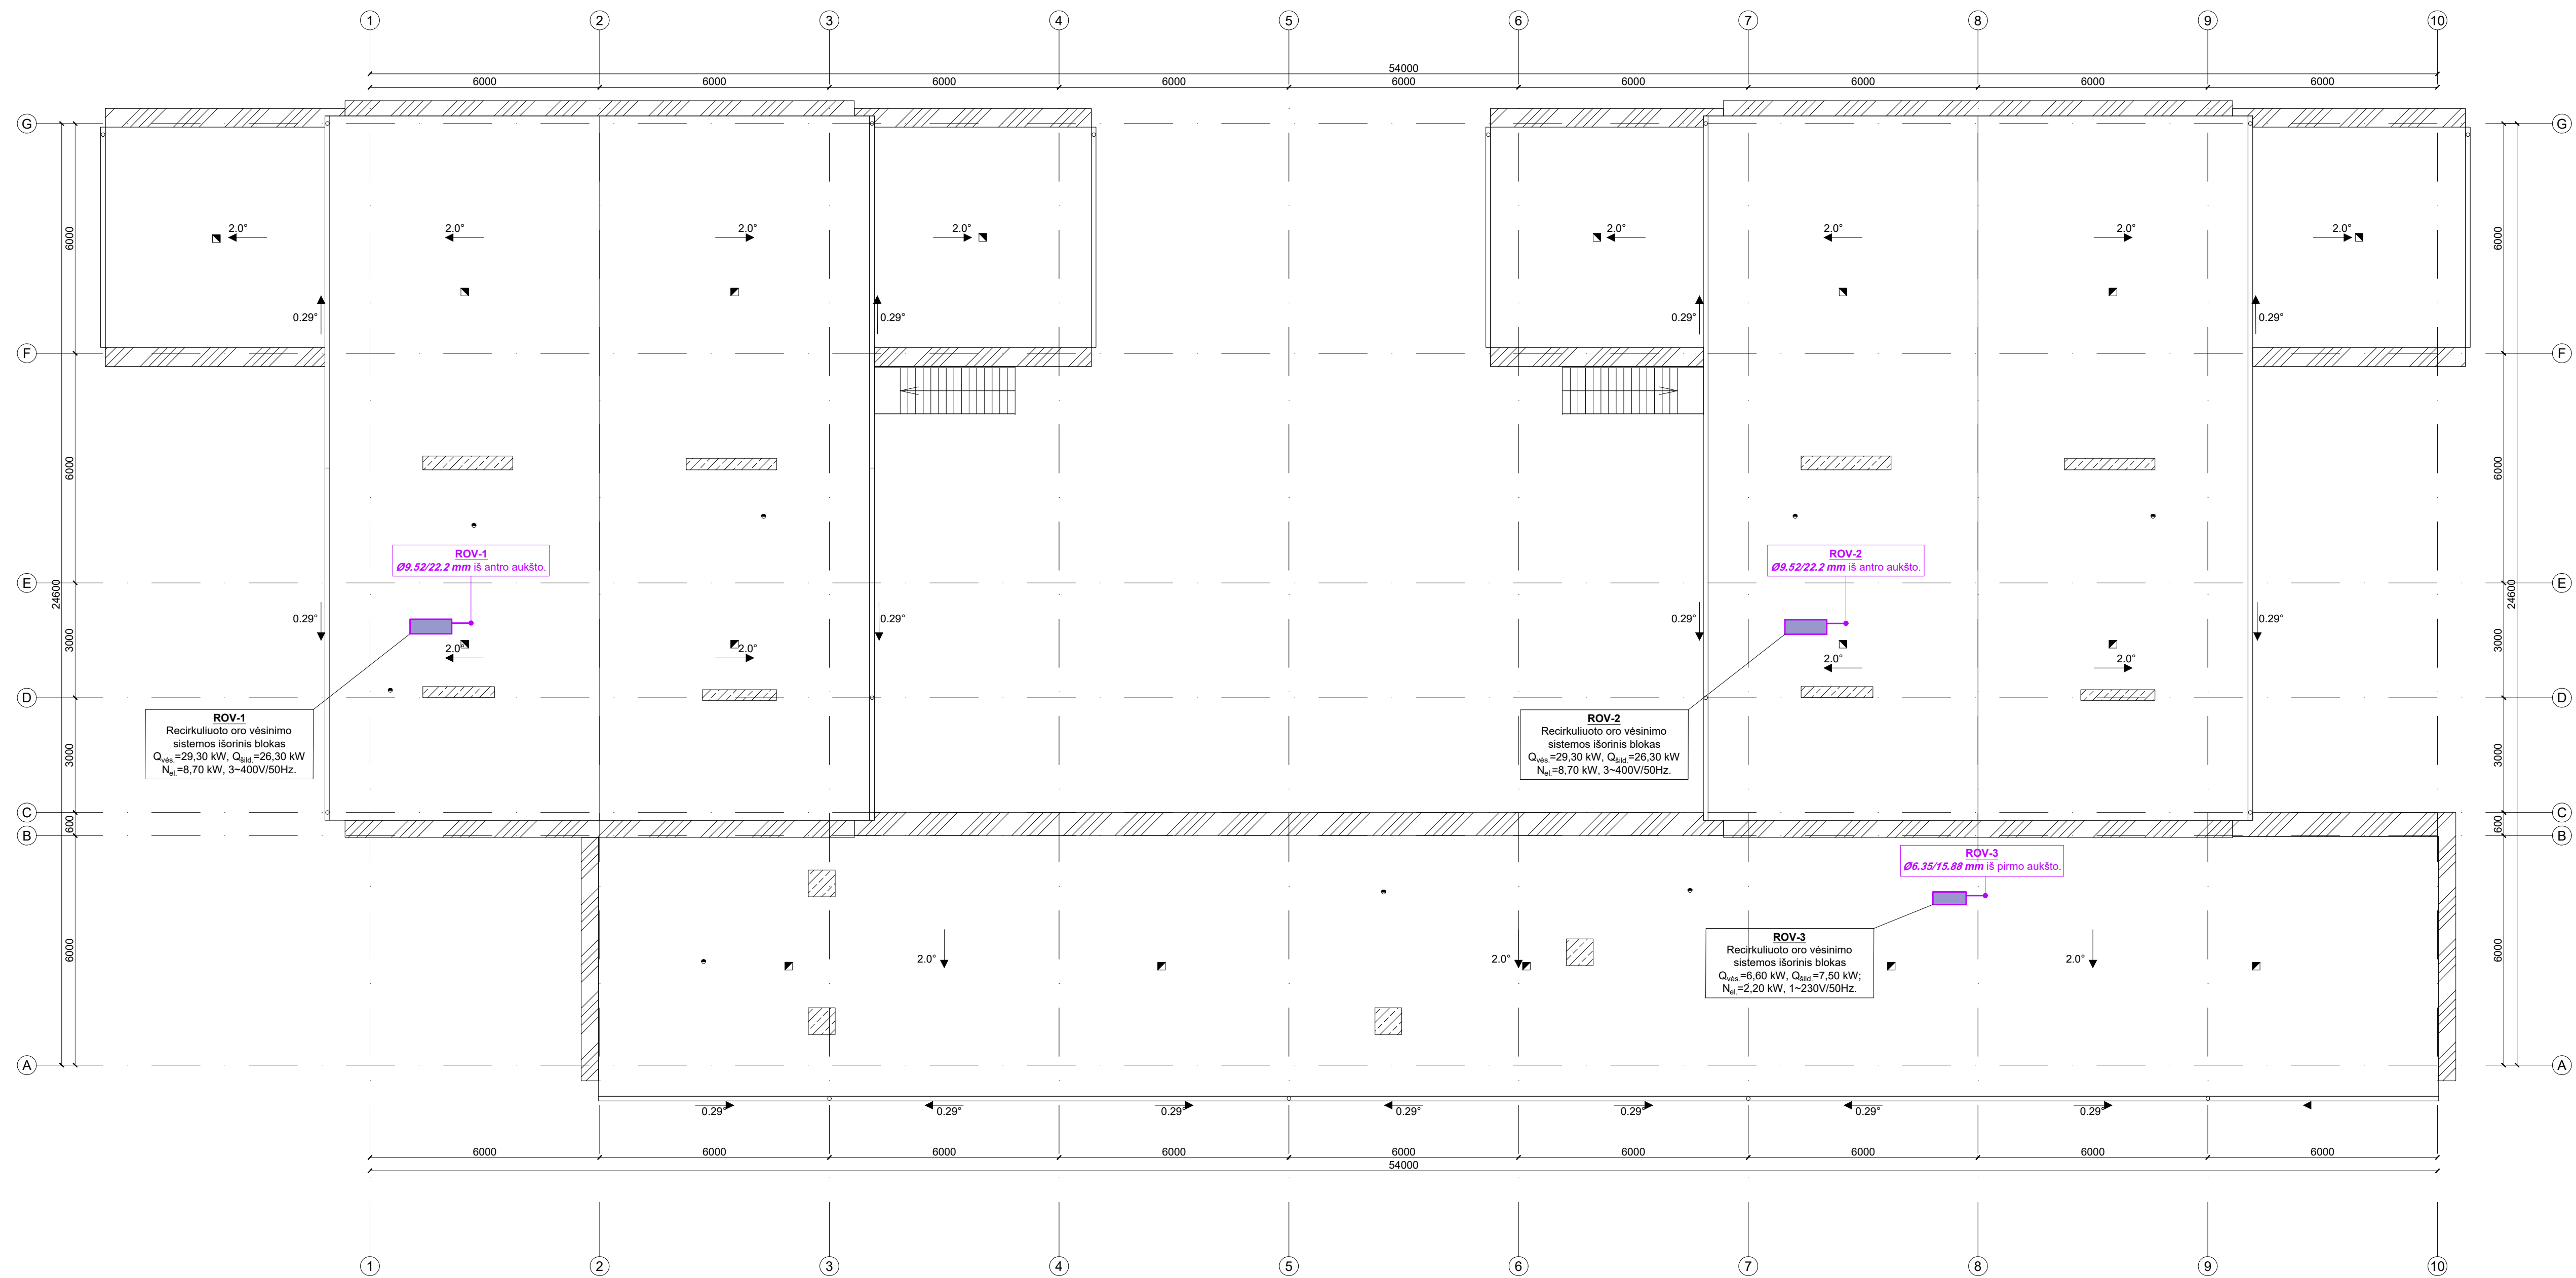 1 2 3 4 5 6 7 8 9 10
54000
6000 6000 6000 6000 6000 6000 6000 6000 6000
G G
2.0° 2.0° 2.0° 2.0° 2.0° 2.0° 2.0° 2.0°
6000 6000
0.29° 0.29° 0.29° 0.29°
F F
6000 6000
ROV-1
Ø9.52/22.2 mm iš antro aukšto.
ROV-2
Ø9.52/22.2 mm iš antro aukšto.
E E
24600 24600
0.29° 0.29° 0.29° 0.29°
3000 3000
2.0° 2.0° 2.0° 2.0°
D D
ROV-1
Recirkuliuoto oro vėsinimo
sistemos išorinis blokas
Qvės.=29,30 kW, Qšild.=26,30 kW
Nel.=8,70 kW, 3~400V/50Hz.
ROV-2
Recirkuliuoto oro vėsinimo
sistemos išorinis blokas
Qvės.=29,30 kW, Qšild.=26,30 kW
Nel.=8,70 kW, 3~400V/50Hz.
3000 3000
C C
600 600
B B
ROV-3
Ø6.35/15.88 mm iš pirmo aukšto.
ROV-3
Recirkuliuoto oro vėsinimo
sistemos išorinis blokas
Qvės.=6,60 kW, Qšild.=7,50 kW;
Nel.=2,20 kW, 1~230V/50Hz.
6000 6000
2.0° 2.0° 2.0°
A A
0.29° 0.29° 0.29° 0.29° 0.29° 0.29° 0.29°
6000 6000 6000 6000 6000 6000 6000 6000 6000
54000
1 2 3 4 5 6 7 8 9 10